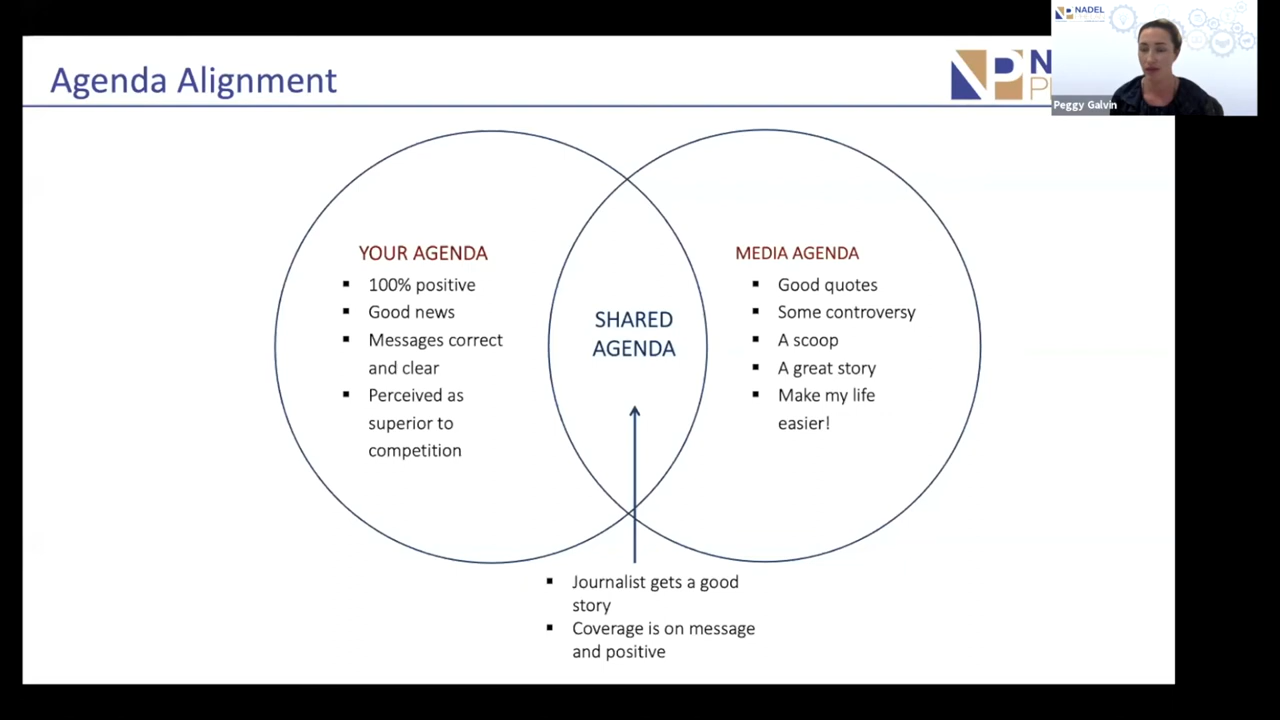 NADEL
Agenda Alignment
NP N
P
Peggy Galvin
YOUR AGENDA
▪ 100% positive
▪ Good news
▪ Messages correct
and clear
▪ Perceived as
superior to
competition
SHARED
AGENDA
MEDIA AGENDA
▪ Good quotes
▪ Some controversy
▪ A scoop
▪ A great story
▪ Make my life
easier!
▪ Journalist gets a good
story
▪ Coverage is on message
and positive